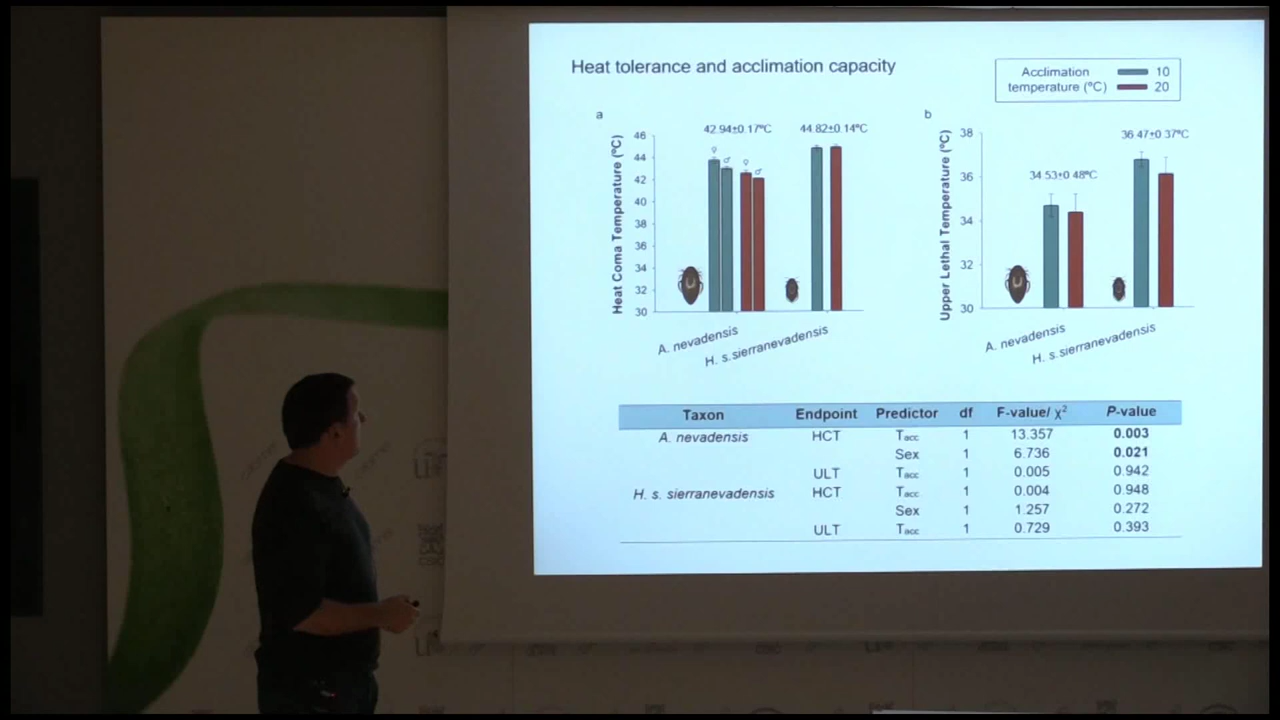 Heat tolerance and acclimation capacity
Acclimation
temperature (ºC)
10
20
a
42.94±0.17ºC
44.82±0.14ºC
♀
♂
♀
♂
Heat Coma Temperature (ºC)
46
44
42
40
38
36
34
32
30
A. nevadensis
H. s. sierranevadensis
b
36.47±0.37ºC
34.53±0.48ºC
Upper Lethal Temperature (ºC)
38
36
34
32
30
A. nevadensis
H. s. sierranevadensis
Taxon Endpoint Predictor df F-value/ χ² P-value
A. nevadensis HCT Tacc 1 13.357 0.003
Sex 1 6.736 0.021
ULT Tacc 1 0.005 0.942
H. s. sierranevadensis HCT Tacc 1 0.004 0.948
Sex 1 1.257 0.272
ULT Tacc 1 0.729 0.393
CSIC